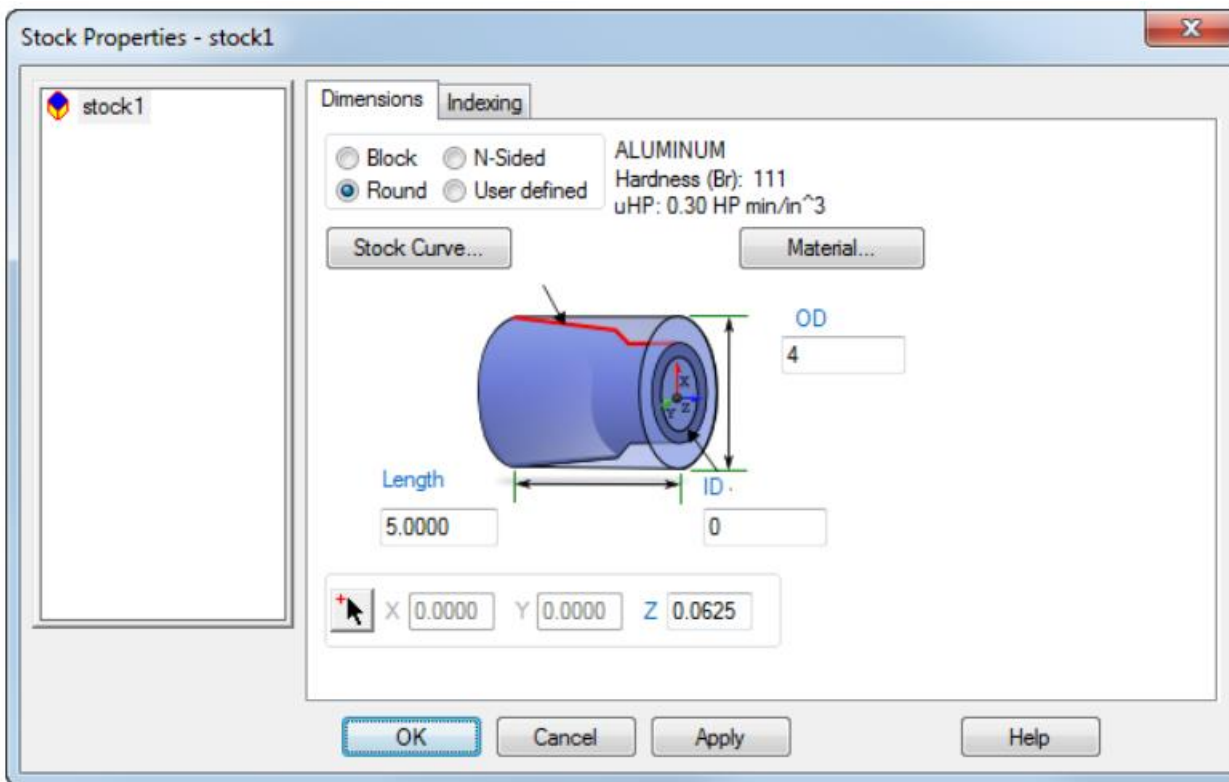 Stock Properties - stock1
stock1
Dimensions
Indexing
Block
N-Sided
Round
User defined
ALUMINUM
Hardness (Br): 111
uHP: 0.30 HP min/in^3
Stock Curve...
Material...
OD
4
X
Y
Z
Length
5.0000
ID
0
X 0.0000 Y 0.0000 Z 0.0625
OK Cancel Apply Help